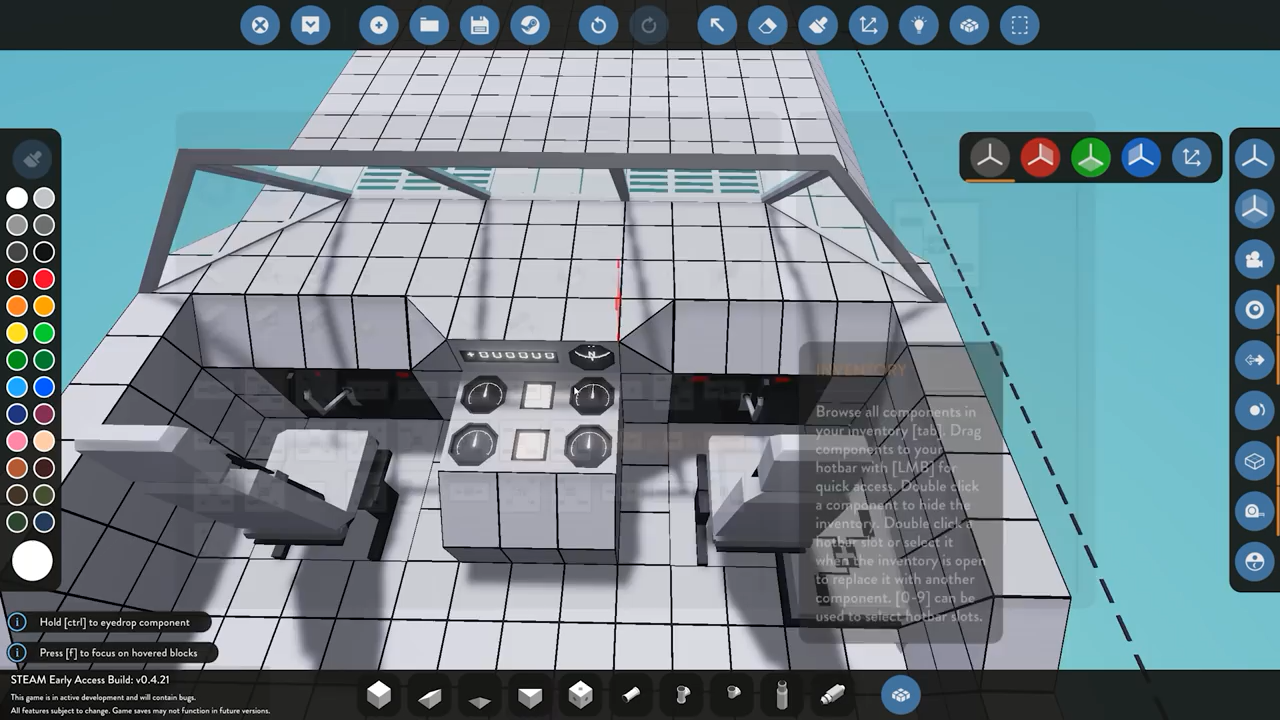 INVENTORY
Browse all components in
your inventory [tab]. Drag
components to your
hotbar with [LMB] for
quick access. Double click
a component to hide the
inventory. Double click a
hotbar slot or select it
when the inventory is open
to replace it with another
component. [0-9] can be
used to select hotbar slots.
N
Hold [ctrl] to eyedrop component
Press [f] to focus on hovered blocks
STEAM Early Access Build: v0.4.21
This game is in active development and will contain bugs.
All features subject to change. Game saves may not function in future versions.